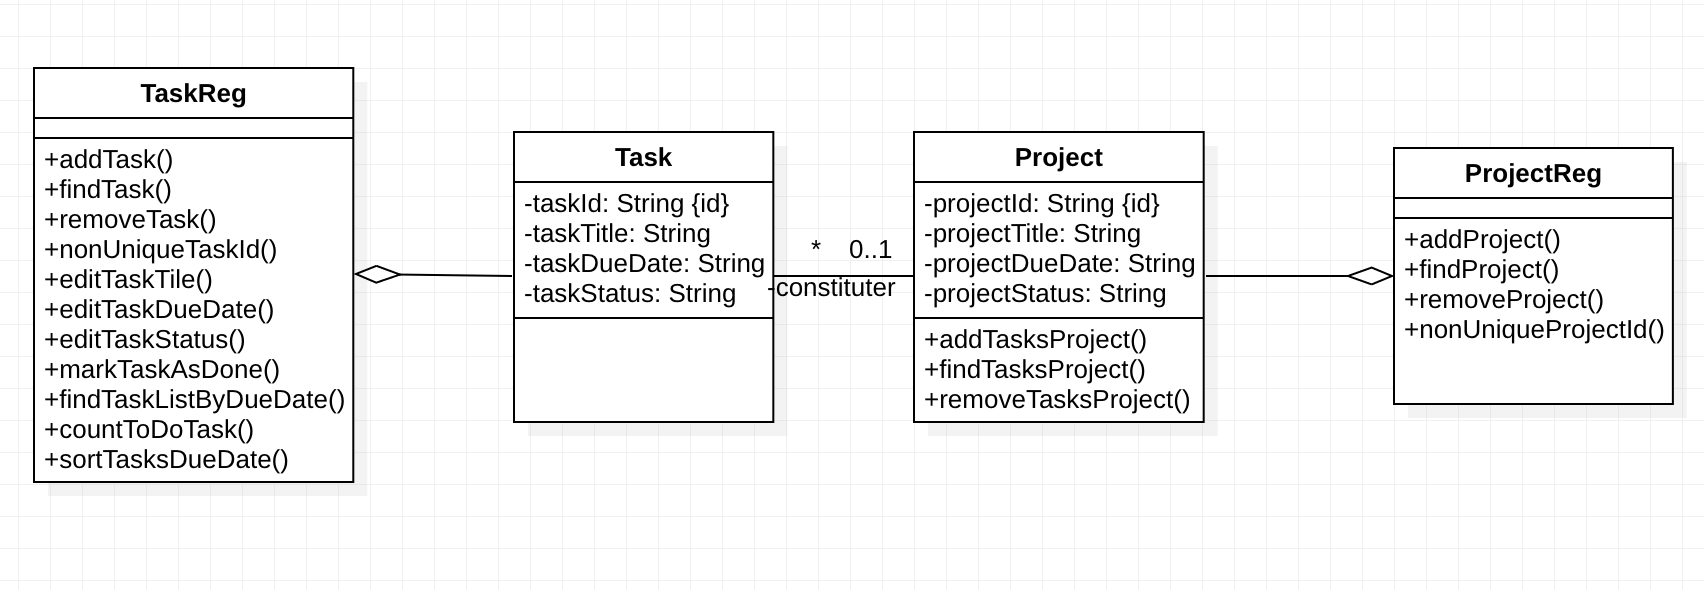 TaskReg
+addTask()
+findTask()
+removeTask()
+nonUniqueTaskId()
+editTaskTile()
+editTaskDueDate()
+editTaskStatus()
+markTaskAsDone()
+findTaskListByDueDate()
+countToDoTask()
+sortTasksDueDate()
Task
-taskId: String {id}
-taskTitle: String
-taskDueDate: String
-taskStatus: String
* 0..1
-constituter
Project
-projectId: String {id}
-projectTitle: String
-projectDueDate: String
-projectStatus: String
+addTasksProject()
+findTasksProject()
+removeTasksProject()
ProjectReg
+addProject()
+findProject()
+removeProject()
+nonUniqueProjectId()